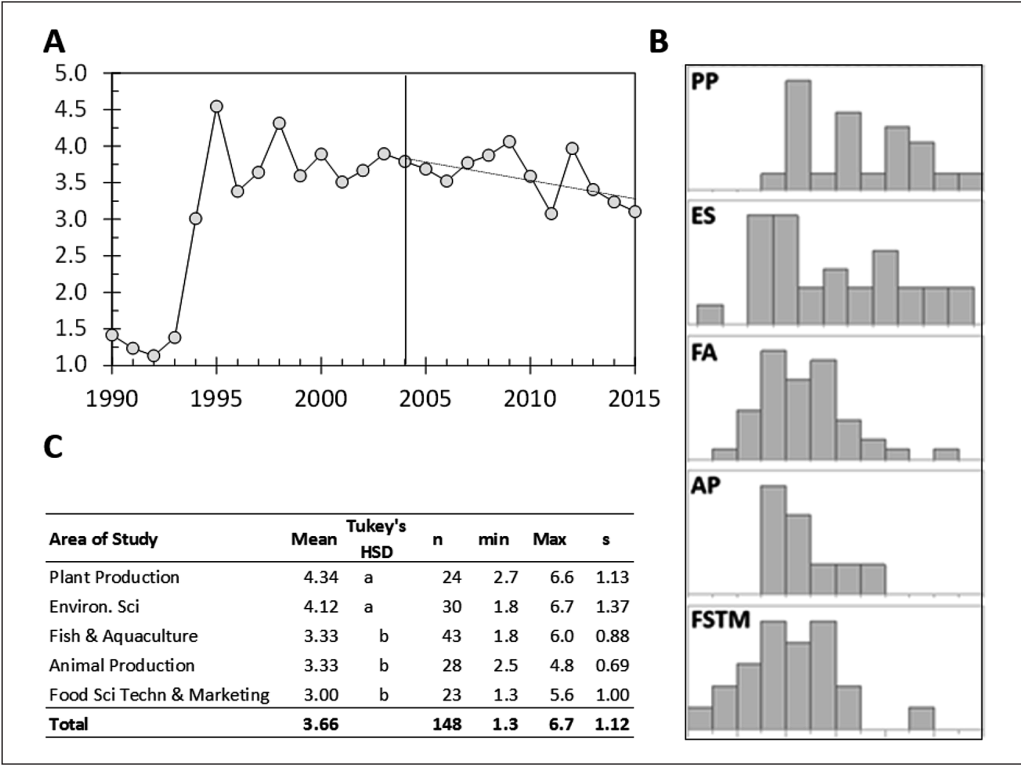 A
5.0
4.5
4.0
3.5
3.0
2.5
2.0
1.5
1.0
1990 1995 2000 2005 2010 2015
B
PP
ES
FA
AP
FSTM
C
Area of Study Mean Tukey's HSD n min Max s
Plant Production 4.34 a 24 2.7 6.6 1.13
Environ. Sci 4.12 a 30 1.8 6.7 1.37
Fish & Aquaculture 3.33 b 43 1.8 6.0 0.88
Animal Production 3.33 b 28 2.5 4.8 0.69
Food Sci Techn & Marketing 3.00 b 23 1.3 5.6 1.00
Total 3.66 148 1.3 6.7 1.12